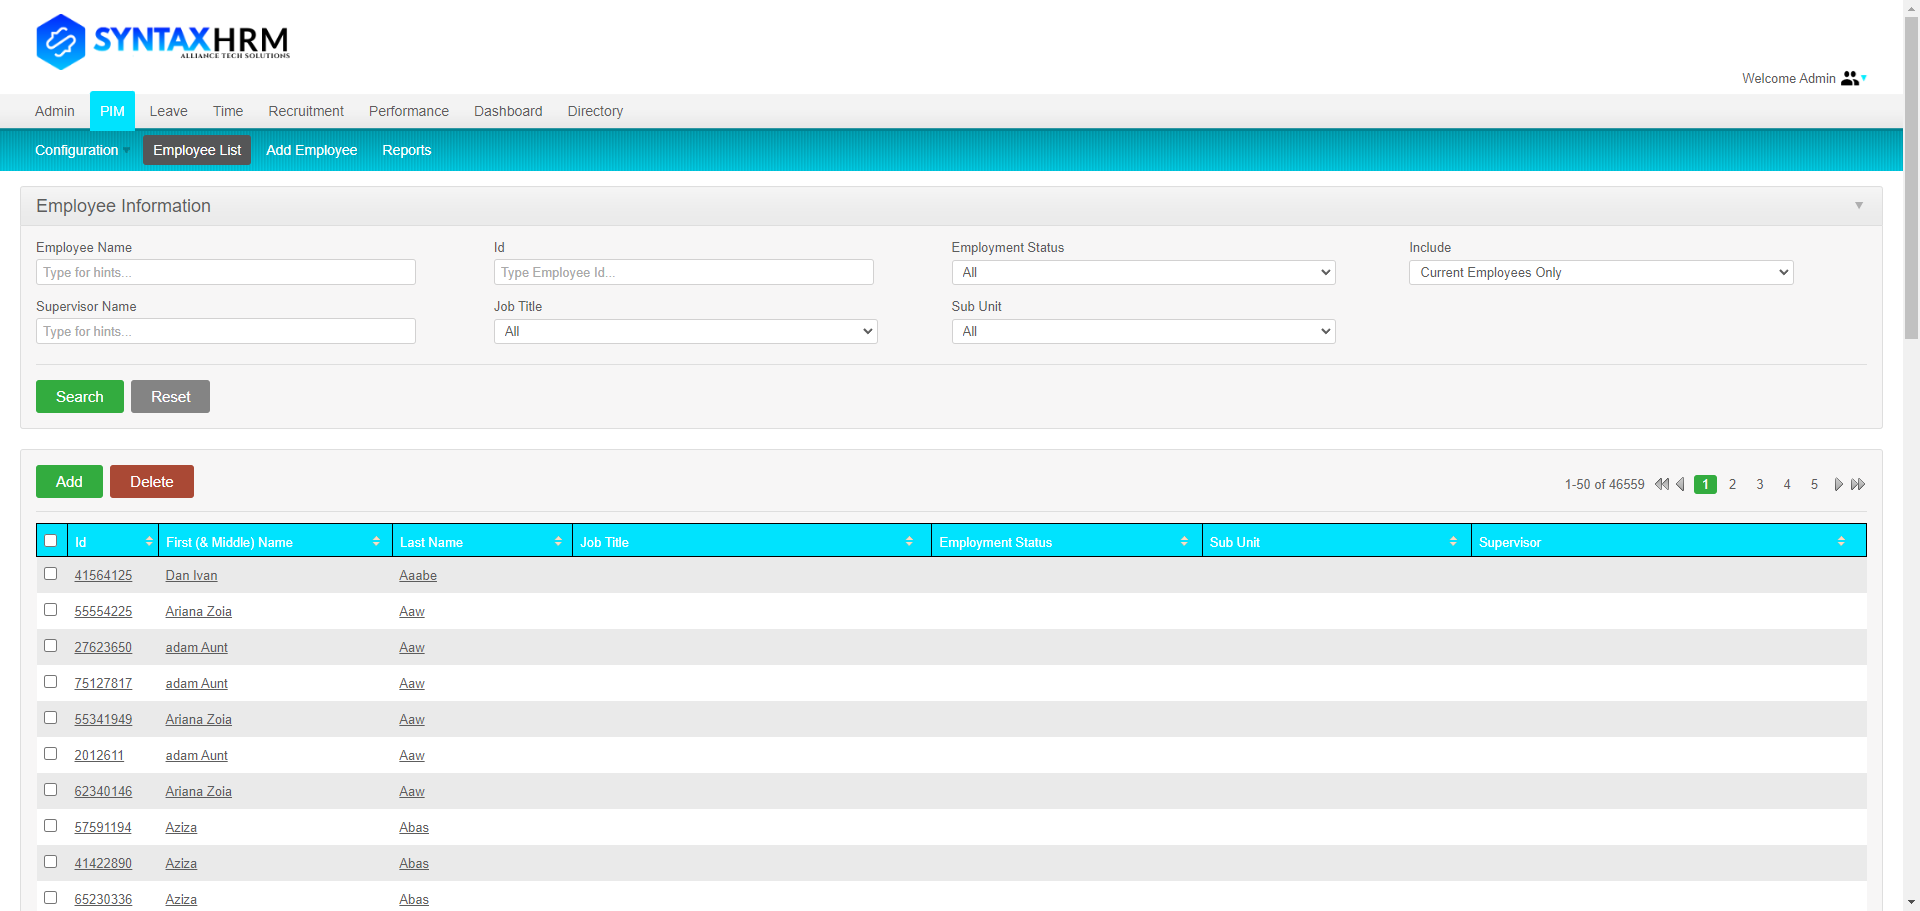 SYNTAXHRM
ALLIANCE TECH SOLUTIONS
Welcome Admin
Admin PIM Leave Time Recruitment Performance Dashboard Directory
Configuration Employee List Add Employee Reports
Employee Information
Employee Name Id Employment Status Include
Type for hints... Type Employee Id... All Current Employees Only
Supervisor Name Job Title Sub Unit
Type for hints... All All
Search Reset
Add Delete 1-50 of 46559 1 2 3 4 5
Id First (& Middle) Name Last Name Job Title Employment Status Sub Unit Supervisor
41564125 Dan Ivan Aaabe
55554225 Ariana Zoia Aaw
27623650 adam Aunt Aaw
75127817 adam Aunt Aaw
55341949 Ariana Zoia Aaw
2012611 adam Aunt Aaw
62340146 Ariana Zoia Aaw
57591194 Aziza Abas
41422890 Aziza Abas
65230336 Aziza Abas